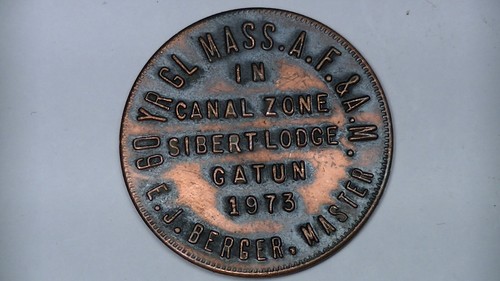 60 YR GL MASS. A.F. & A.M.
IN
CANAL ZONE
SIBERT LODGE
GATUN
1973
E. J. BERGER, MASTER